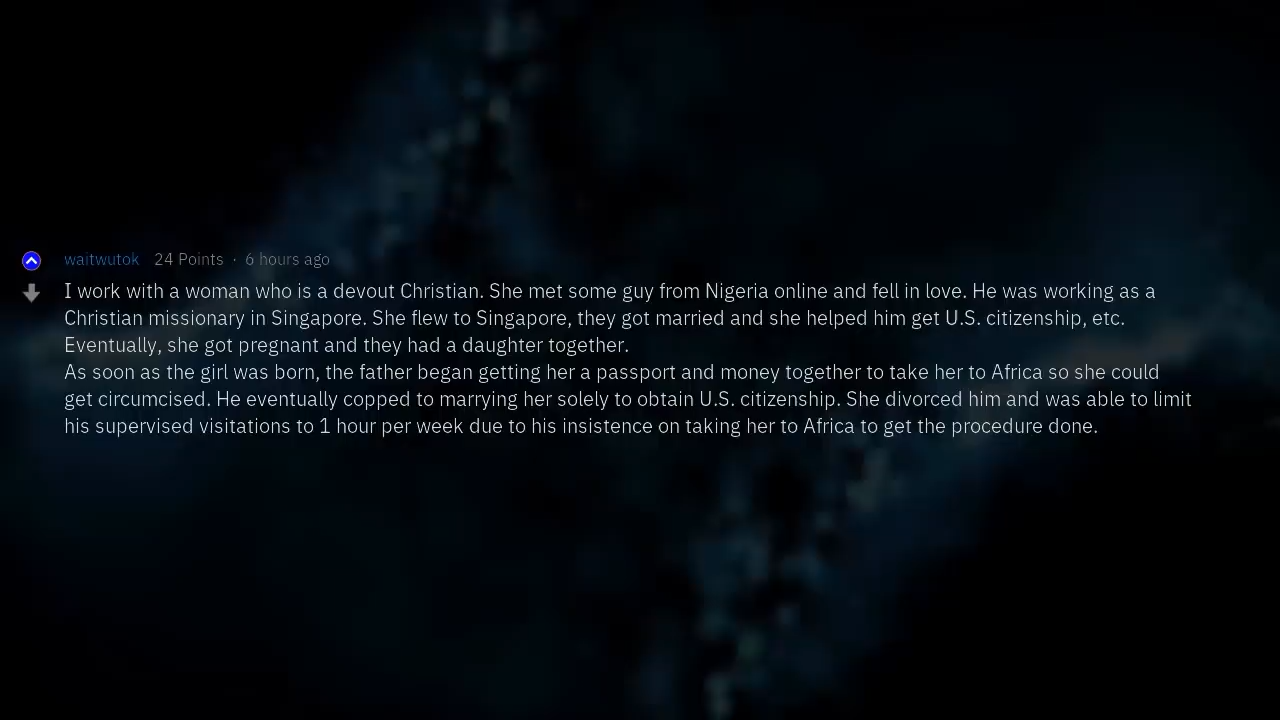 waitwutok 24 Points · 6 hours ago
I work with a woman who is a devout Christian. She met some guy from Nigeria online and fell in love. He was working as a
Christian missionary in Singapore. She flew to Singapore, they got married and she helped him get U.S. citizenship, etc.
Eventually, she got pregnant and they had a daughter together.
As soon as the girl was born, the father began getting her a passport and money together to take her to Africa so she could
get circumcised. He eventually copped to marrying her solely to obtain U.S. citizenship. She divorced him and was able to limit
his supervised visitations to 1 hour per week due to his insistence on taking her to Africa to get the procedure done.